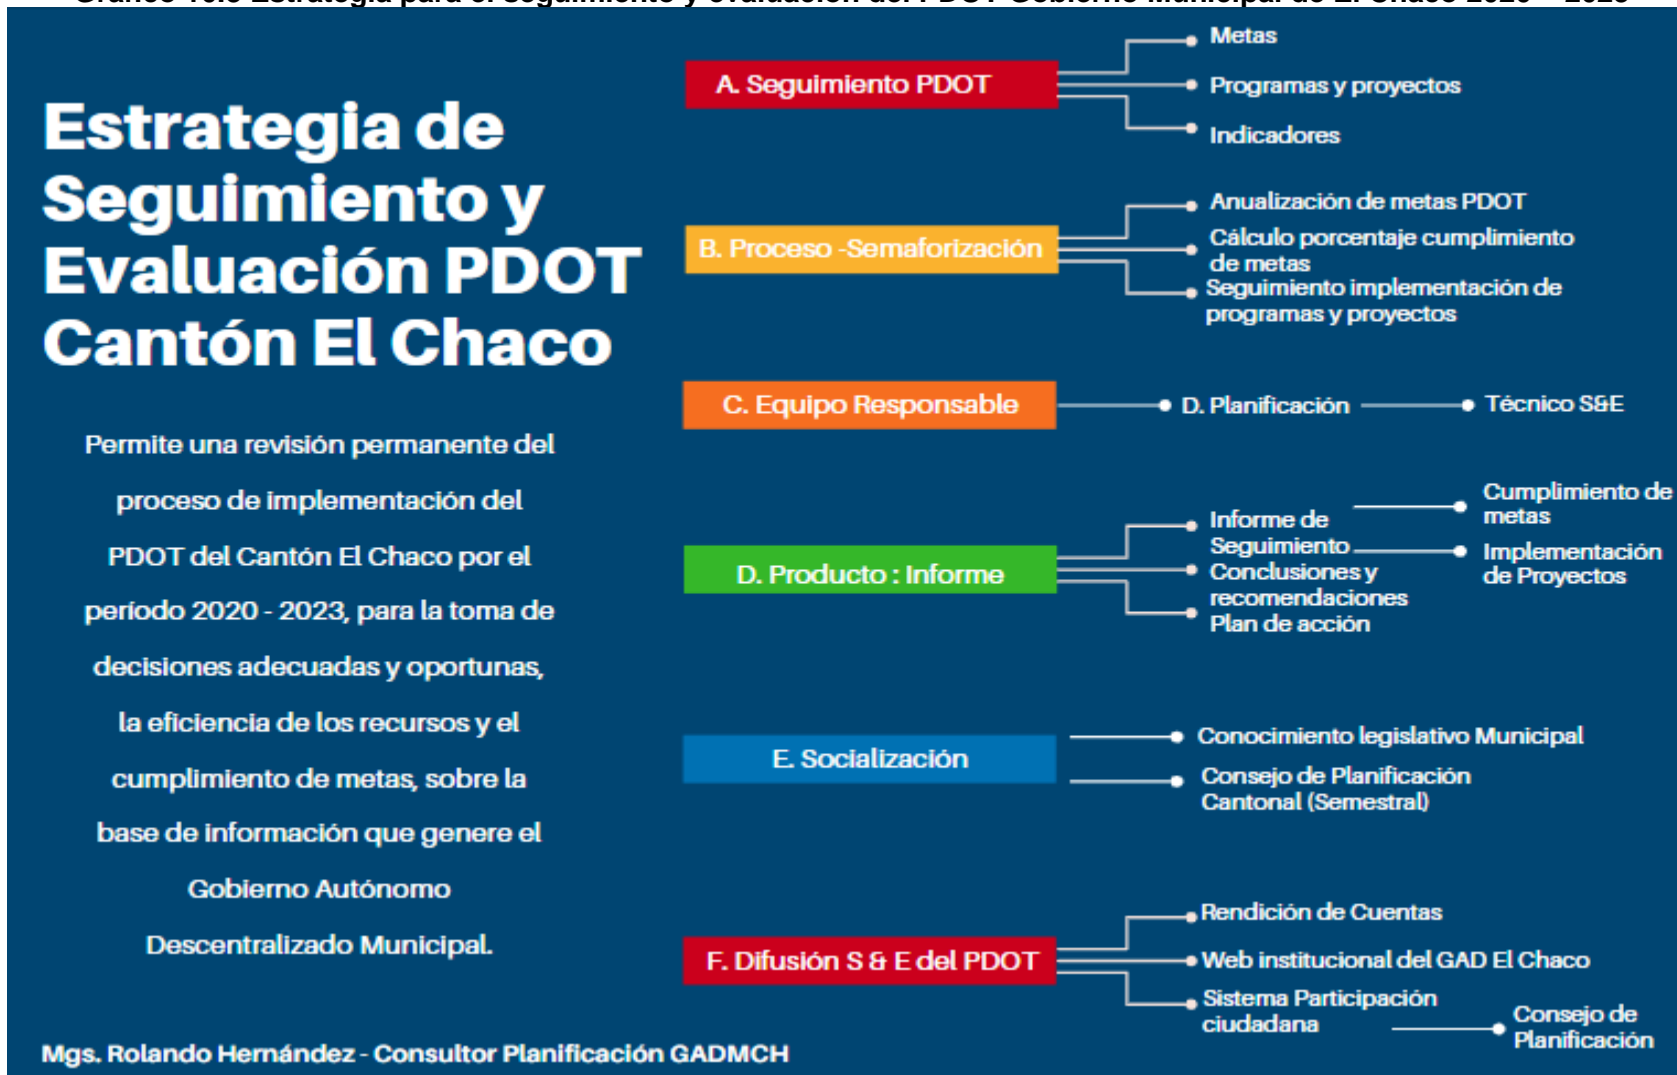 Estrategia de
Seguimiento y
Evaluación PDOT
Cantón El Chaco
Permite una revisión permanente del
proceso de implementación del
PDOT del Cantón El Chaco por el
período 2020 - 2023, para la toma de
decisiones adecuadas y oportunas,
la eficiencia de los recursos y el
cumplimiento de metas, sobre la
base de información que genere el
Gobierno Autónomo
Descentralizado Municipal.
A. Seguimiento PDOT
Metas
Programas y proyectos
Indicadores
B. Proceso -Semaforización
Anualización de metas PDOT
Cálculo porcentaje cumplimiento
de metas
Seguimiento implementación de
programas y proyectos
C. Equipo Responsable
D. Planificación
Técnico S&E
D. Producto : Informe
Informe de
Seguimiento
Cumplimiento de
metas
Implementación
de Proyectos
Conclusiones y
recomendaciones
Plan de acción
E. Socialización
Conocimiento legislativo Municipal
Consejo de Planificación
Cantonal (Semestral)
F. Difusión S & E del PDOT
Rendición de Cuentas
Web institucional del GAD El Chaco
Sistema Participación
ciudadana
Consejo de
Planificación
Mgs. Rolando Hernández - Consultor Planificación GADMCH